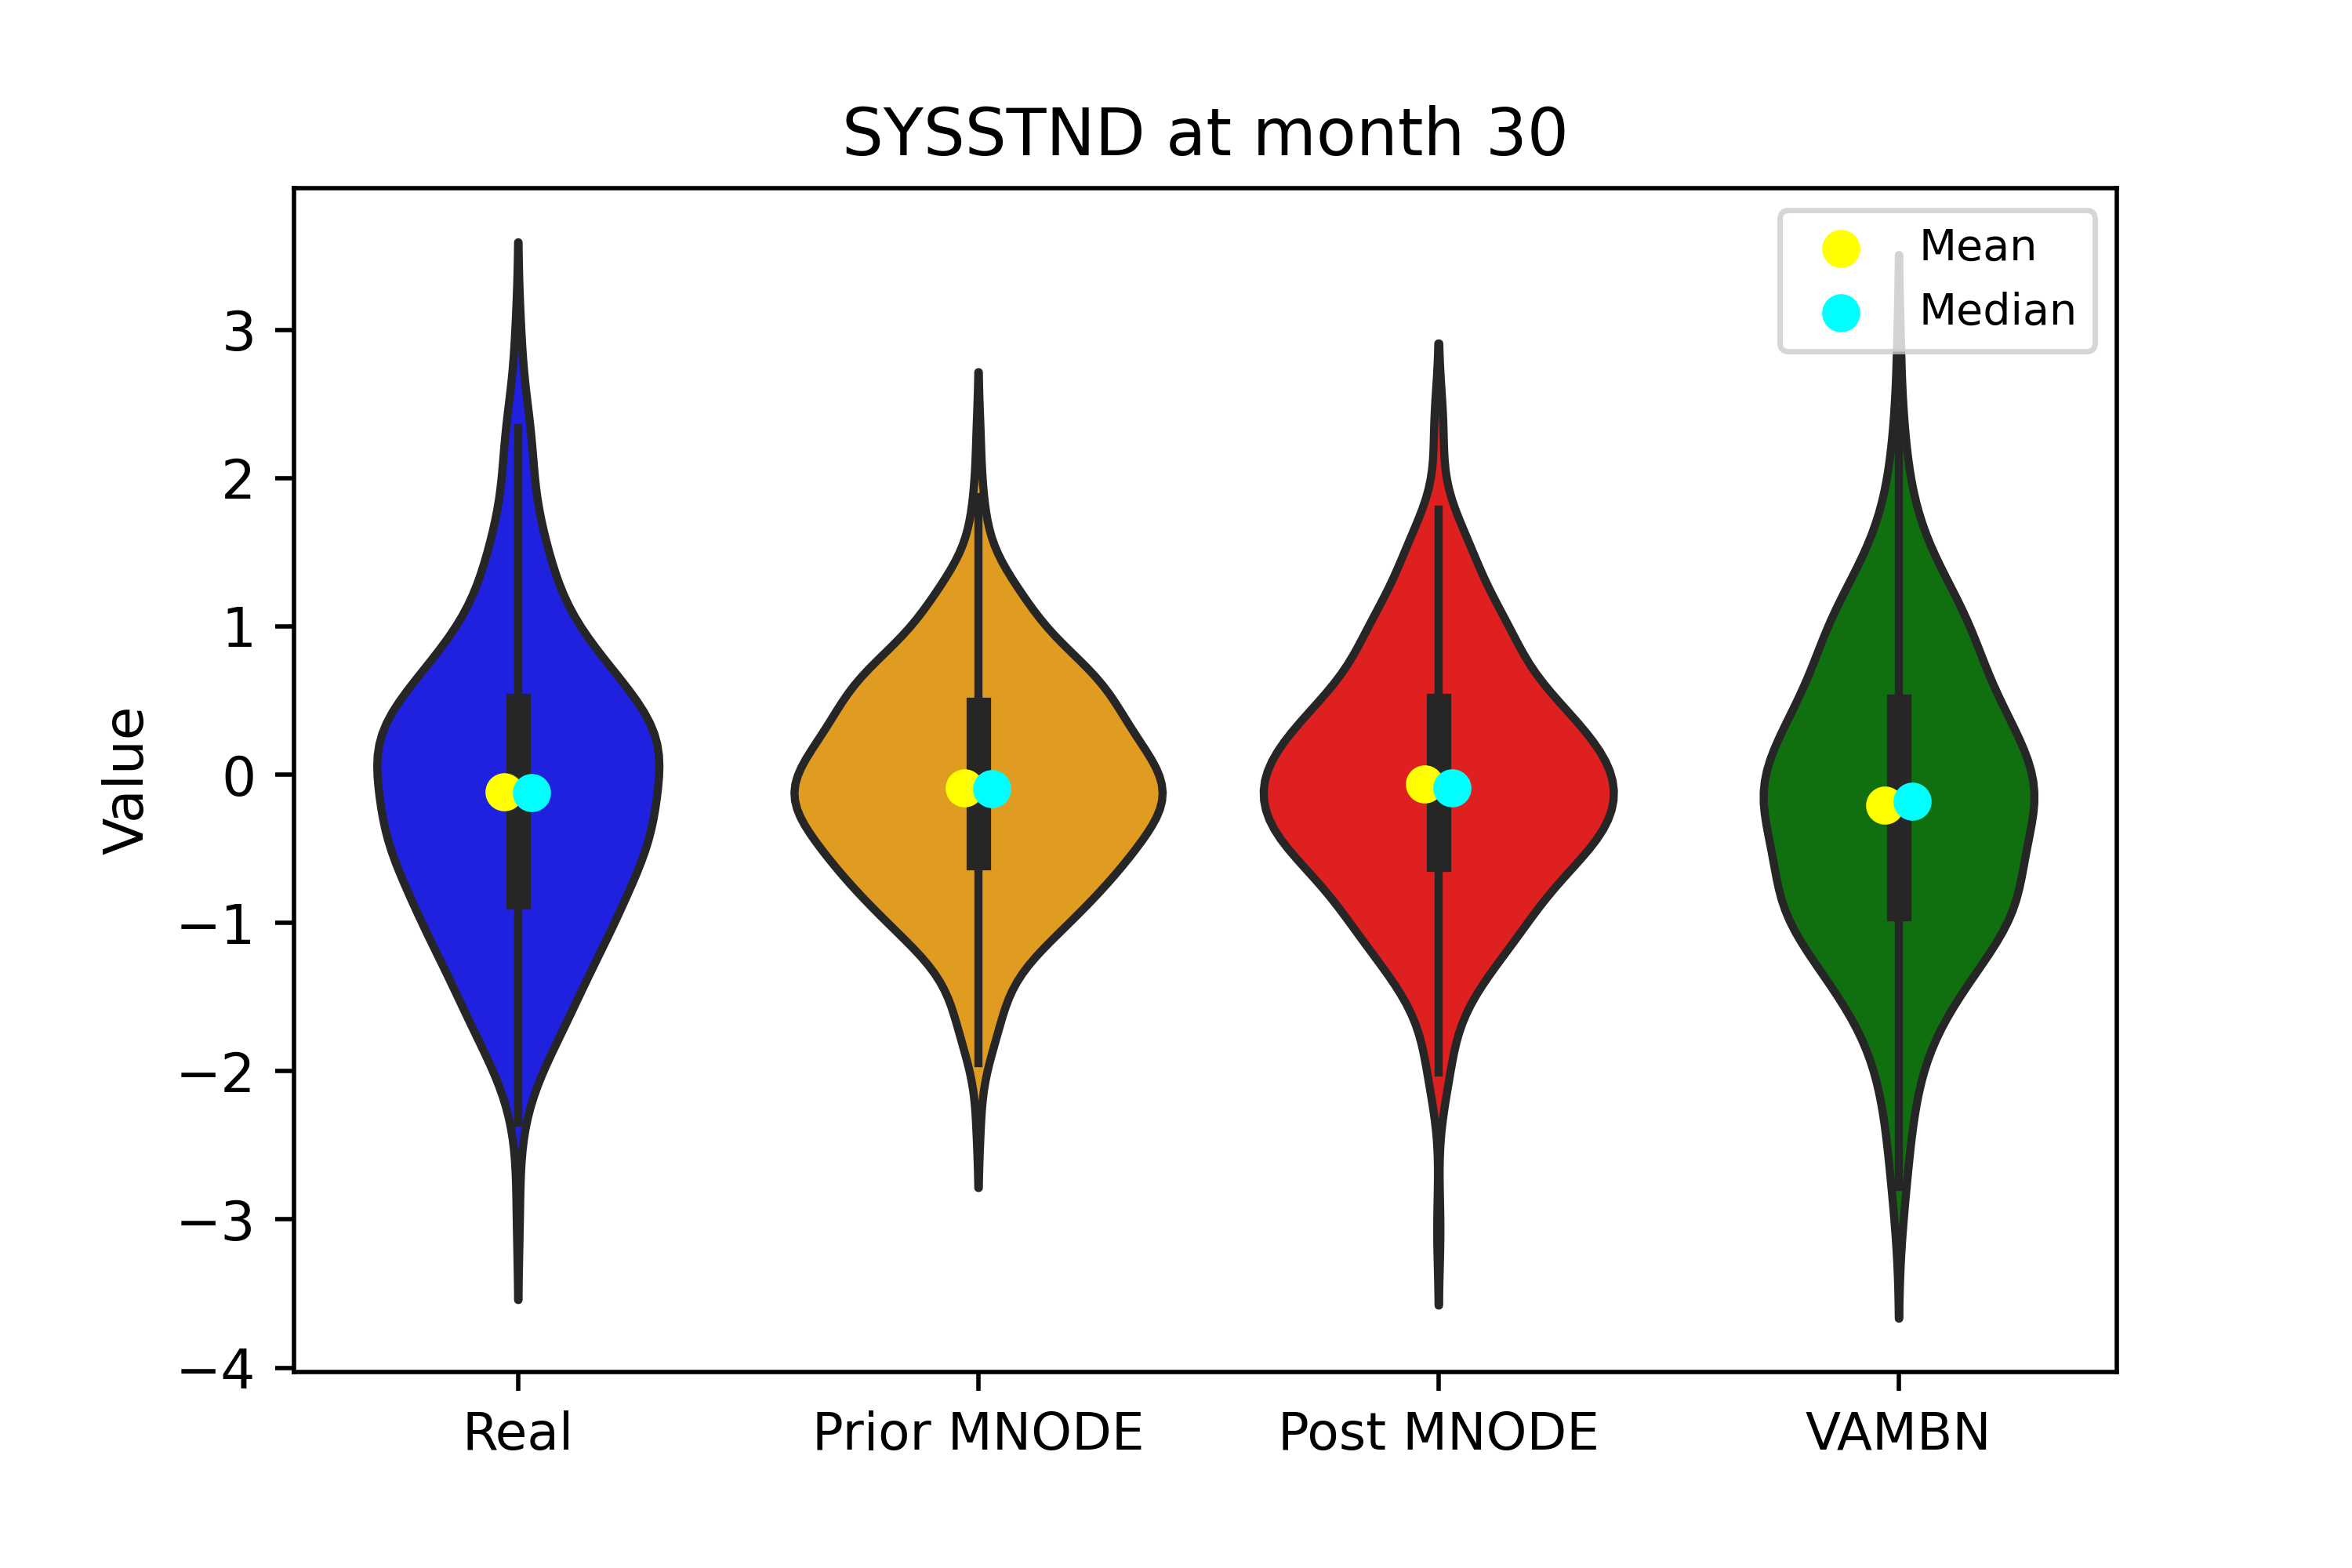 SYSSTND at month 30
Mean
Median
Value
3
2
1
0
−1
−2
−3
−4
Real
Prior MNODE
Post MNODE
VAMBN